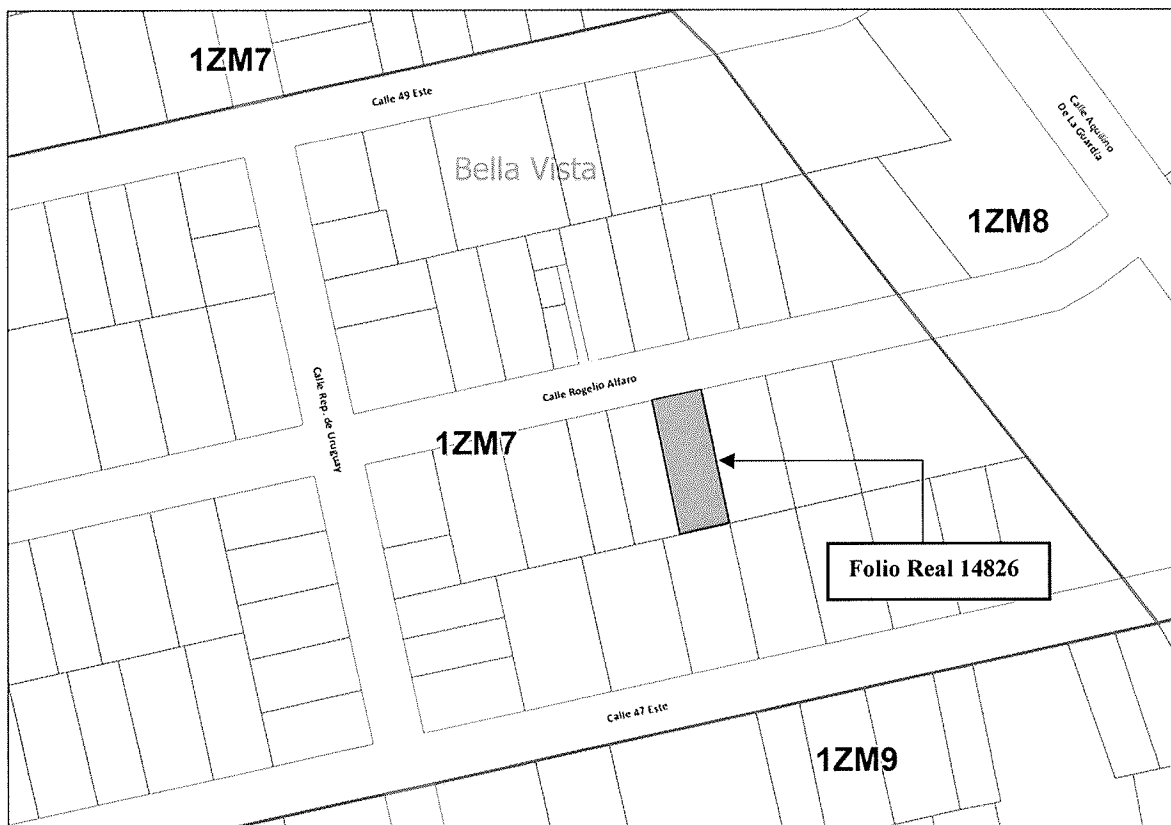 1ZM7
Calle 49 Este
Calle Aquilino
De La Guardia
Bella Vista
1ZM8
Calle Rep. de Uruguay
Calle Rogelio Alfaro
1ZM7
Folio Real 14826
Calle 47 Este
1ZM9